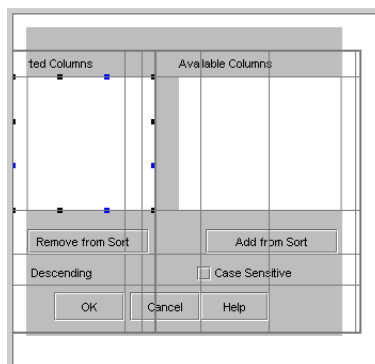 ted Columns Available Columns
Remove from Sort Add from Sort
Descending Case Sensitive
OK Cancel Help